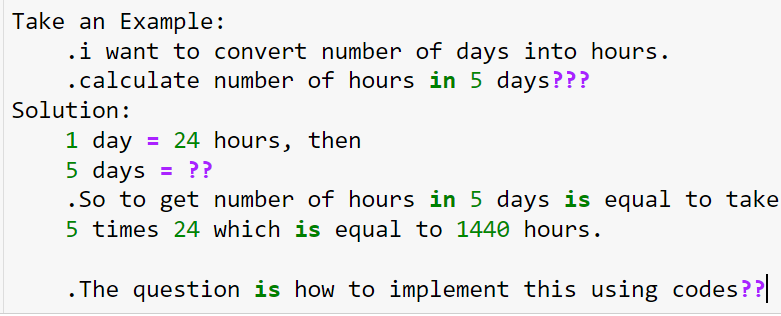 Take an Example:
.i want to convert number of days into hours.
.calculate number of hours in 5 days???
Solution:
1 day = 24 hours, then
5 days = ??
.So to get number of hours in 5 days is equal to take
5 times 24 which is equal to 1440 hours.
.The question is how to implement this using codes??